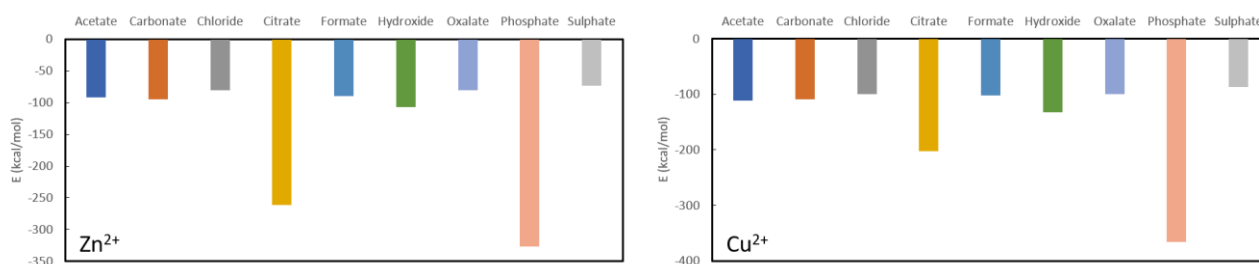 Acetate Carbonate Chloride Citrate Formate Hydroxide Oxalate Phosphate Sulphate
0
-50
-100
-150
-200
-250
-300
-350
E (kcal/mol)
Zn²⁺
Acetate Carbonate Chloride Citrate Formate Hydroxide Oxalate Phosphate Sulphate
0
-100
-200
-300
-400
E (kcal/mol)
Cu²⁺